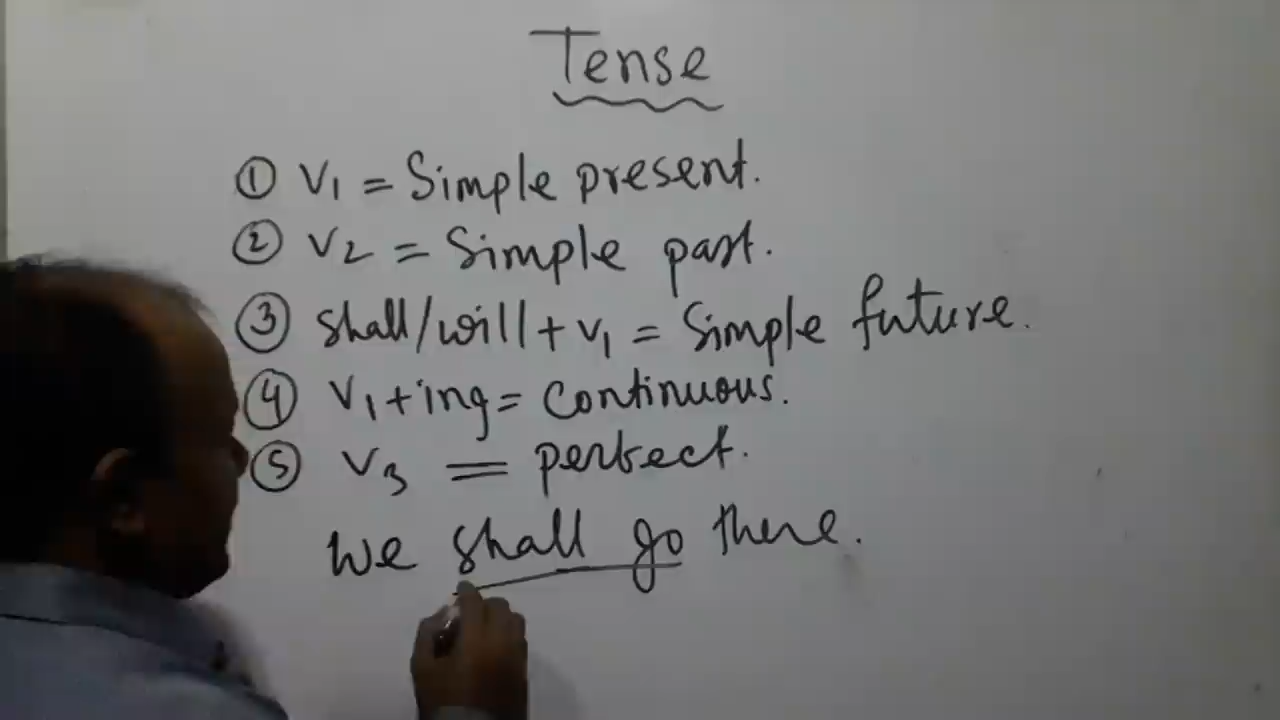 Tense
① V1 = Simple present.
② V2 = Simple past.
③ Shall/will + V1 = Simple future.
④ V1+ing = Continuous.
⑤ V3 = perfect.
We shall go there.